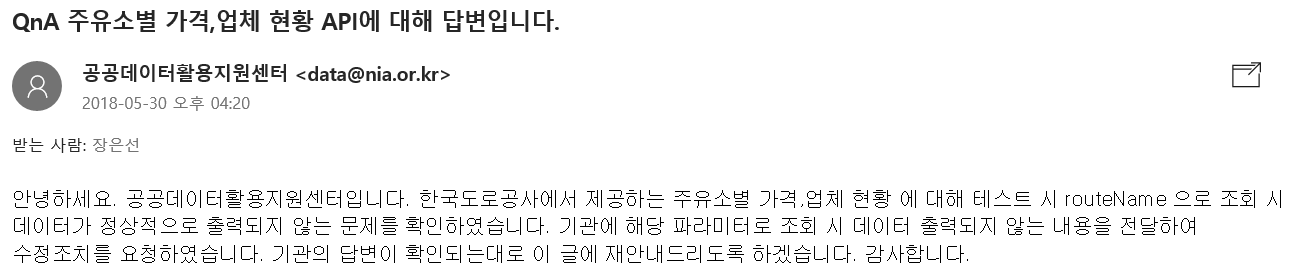 QnA 주유소별 가격,업체 현황 API에 대해 답변입니다.
공공데이터활용지원센터 <data@nia.or.kr>
2018-05-30 오후 04:20
받는 사람: 장은선
안녕하세요. 공공데이터활용지원센터입니다. 한국도로공사에서 제공하는 주유소별 가격,업체 현황 에 대해 테스트 시 routeName 으로 조회 시
데이터가 정상적으로 출력되지 않는 문제를 확인하였습니다. 기관에 해당 파라미터로 조회 시 데이터 출력되지 않는 내용을 전달하여
수정조치를 요청하였습니다. 기관의 답변이 확인되는대로 이 글에 재안내드리도록 하겠습니다. 감사합니다.